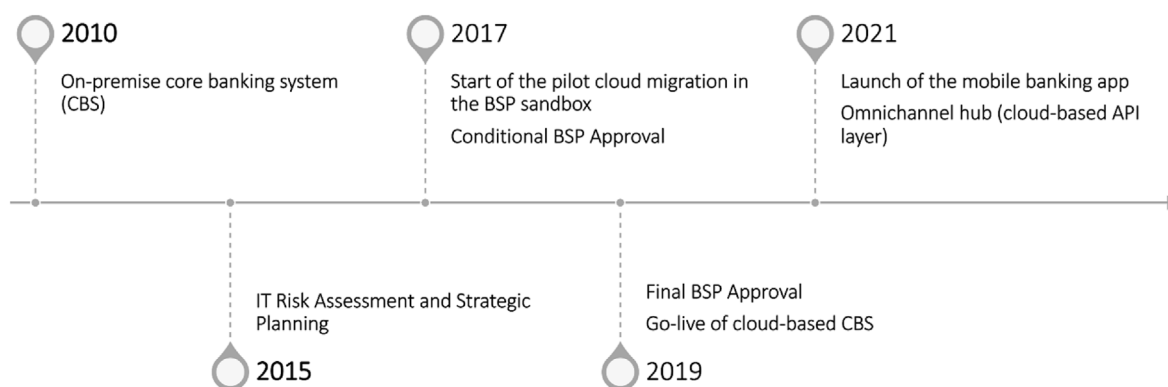 2010
On-premise core banking system
(CBS)
2017
Start of the pilot cloud migration in
the BSP sandbox
Conditional BSP Approval
2021
Launch of the mobile banking app
Omnichannel hub (cloud-based API
layer)
IT Risk Assessment and Strategic
Planning
2015
Final BSP Approval
Go-live of cloud-based CBS
2019